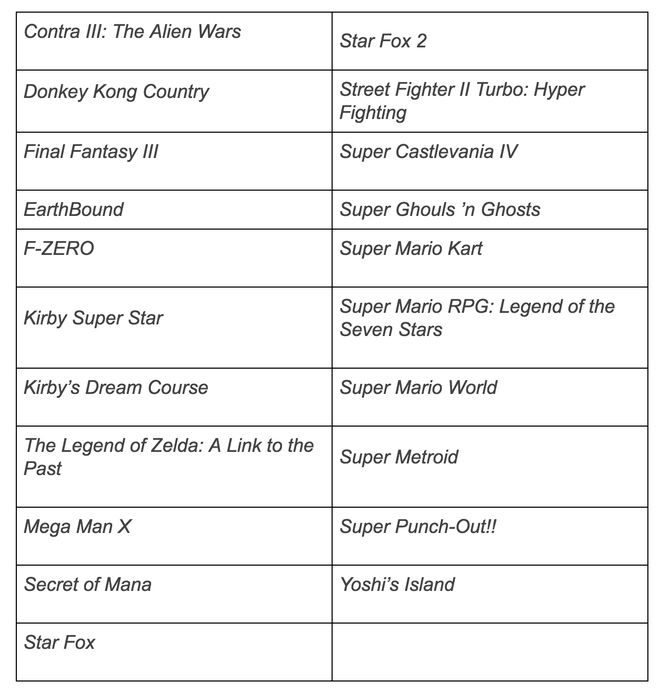 Contra III: The Alien Wars
Star Fox 2
Donkey Kong Country
Street Fighter II Turbo: Hyper
Fighting
Final Fantasy III
Super Castlevania IV
EarthBound
Super Ghouls ’n Ghosts
F-ZERO
Super Mario Kart
Kirby Super Star
Super Mario RPG: Legend of the
Seven Stars
Kirby’s Dream Course
Super Mario World
The Legend of Zelda: A Link to the
Past
Super Metroid
Mega Man X
Super Punch-Out!!
Secret of Mana
Yoshi’s Island
Star Fox